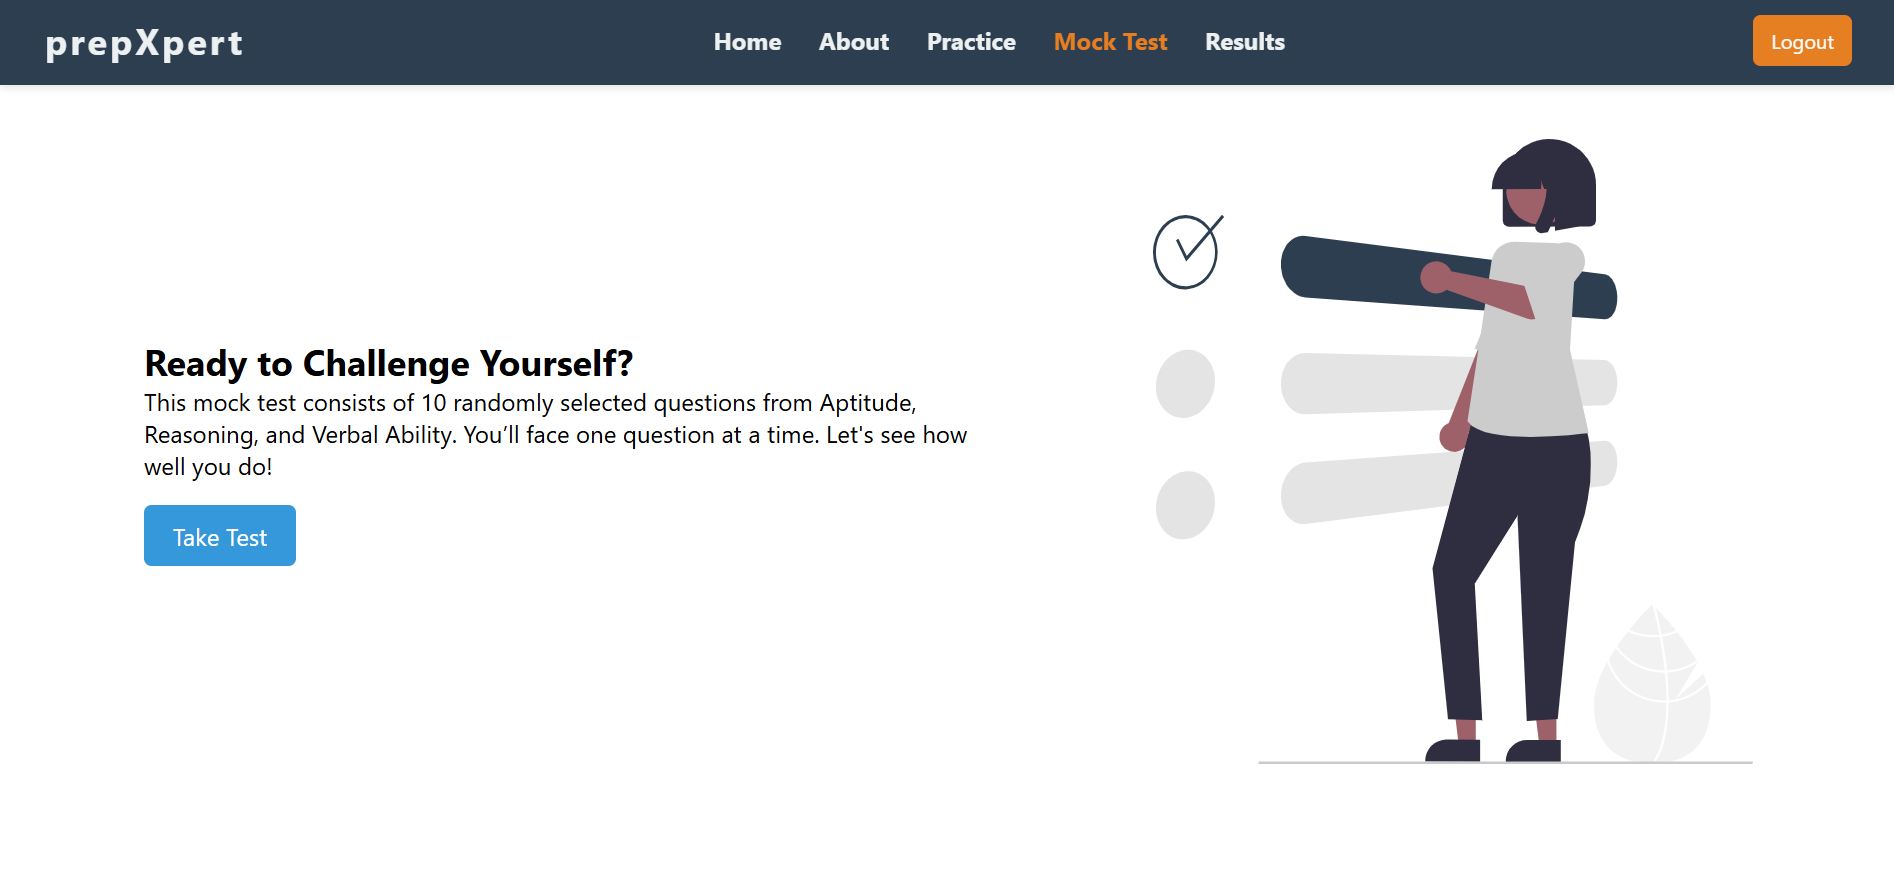 prepXpert
Home About Practice Mock Test Results
Logout
Ready to Challenge Yourself?
This mock test consists of 10 randomly selected questions from Aptitude,
Reasoning, and Verbal Ability. You’ll face one question at a time. Let's see how
well you do!
Take Test